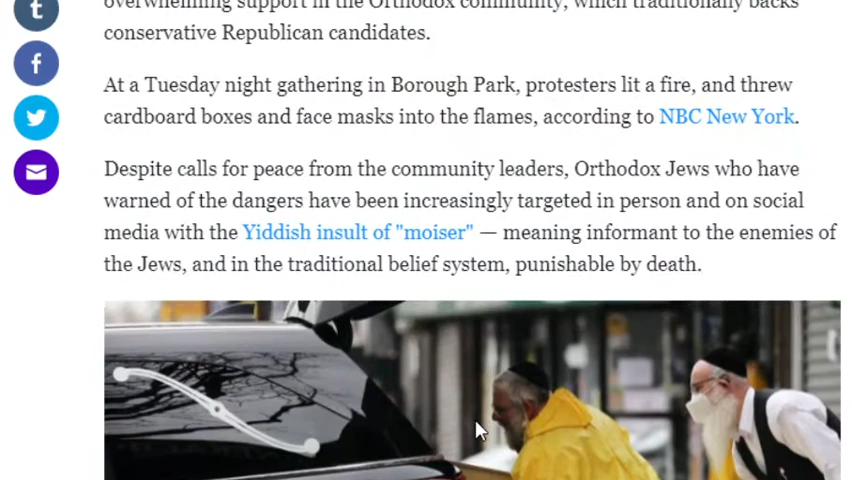 overwhelming support in the Orthodox community, which traditionally backs
conservative Republican candidates.
At a Tuesday night gathering in Borough Park, protesters lit a fire, and threw
cardboard boxes and face masks into the flames, according to NBC New York.
Despite calls for peace from the community leaders, Orthodox Jews who have
warned of the dangers have been increasingly targeted in person and on social
media with the Yiddish insult of "moiser" — meaning informant to the enemies of
the Jews, and in the traditional belief system, punishable by death.